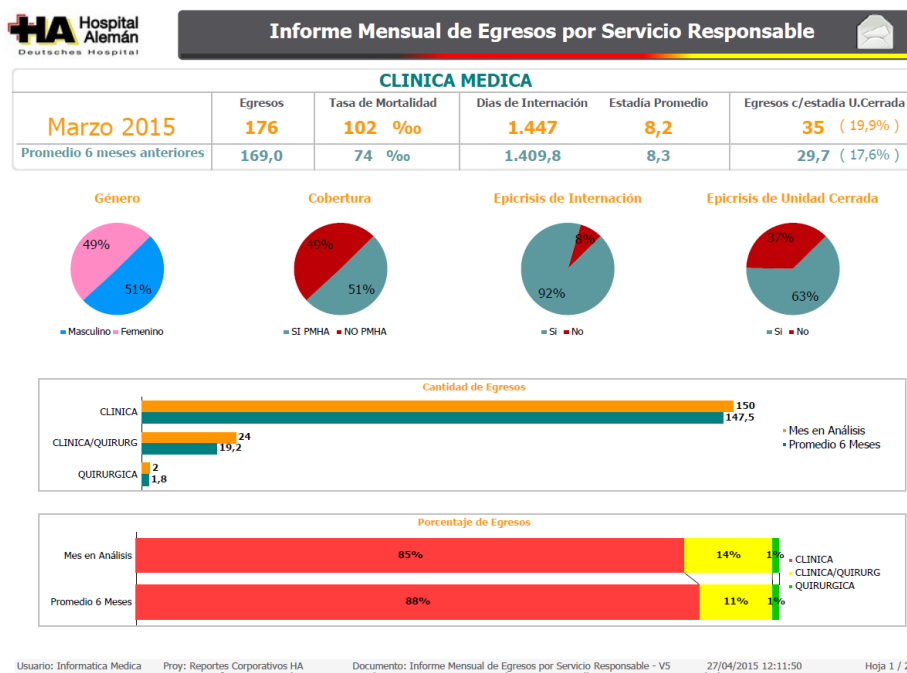 HA Hospital Alemán
Deutsches Hospital
Informe Mensual de Egresos por Servicio Responsable
CLINICA MEDICA
Egresos Tasa de Mortalidad Dias de Internación Estadía Promedio Egresos c/estadia U.Cerrada
Marzo 2015 176 102 ‰ 1.447 8,2 35 ( 19,9% )
Promedio 6 meses anteriores 169,0 74 ‰ 1.409,8 8,3 29,7 ( 17,6% )
Género Cobertura Epicrisis de Internación Epicrisis de Unidad Cerrada
49% 51%
49% 51%
8% 92%
37% 63%
Masculino Femenino SI PMHA NO PMHA Si No Si No
Cantidad de Egresos
CLINICA 150
147,5
CLINICA/QUIRURG 24
19,2
QUIRURGICA 2
1,8
Mes en Análisis
Promedio 6 Meses
Porcentaje de Egresos
Mes en Análisis 85% 14% 1%
Promedio 6 Meses 88% 11% 1%
CLINICA
CLINICA/QUIRURG
QUIRURGICA
Usuario: Informatica Medica Proy: Reportes Corporativos HA Documento: Informe Mensual de Egresos por Servicio Responsable - V5 27/04/2015 12:11:50 Hoja 1 / 2